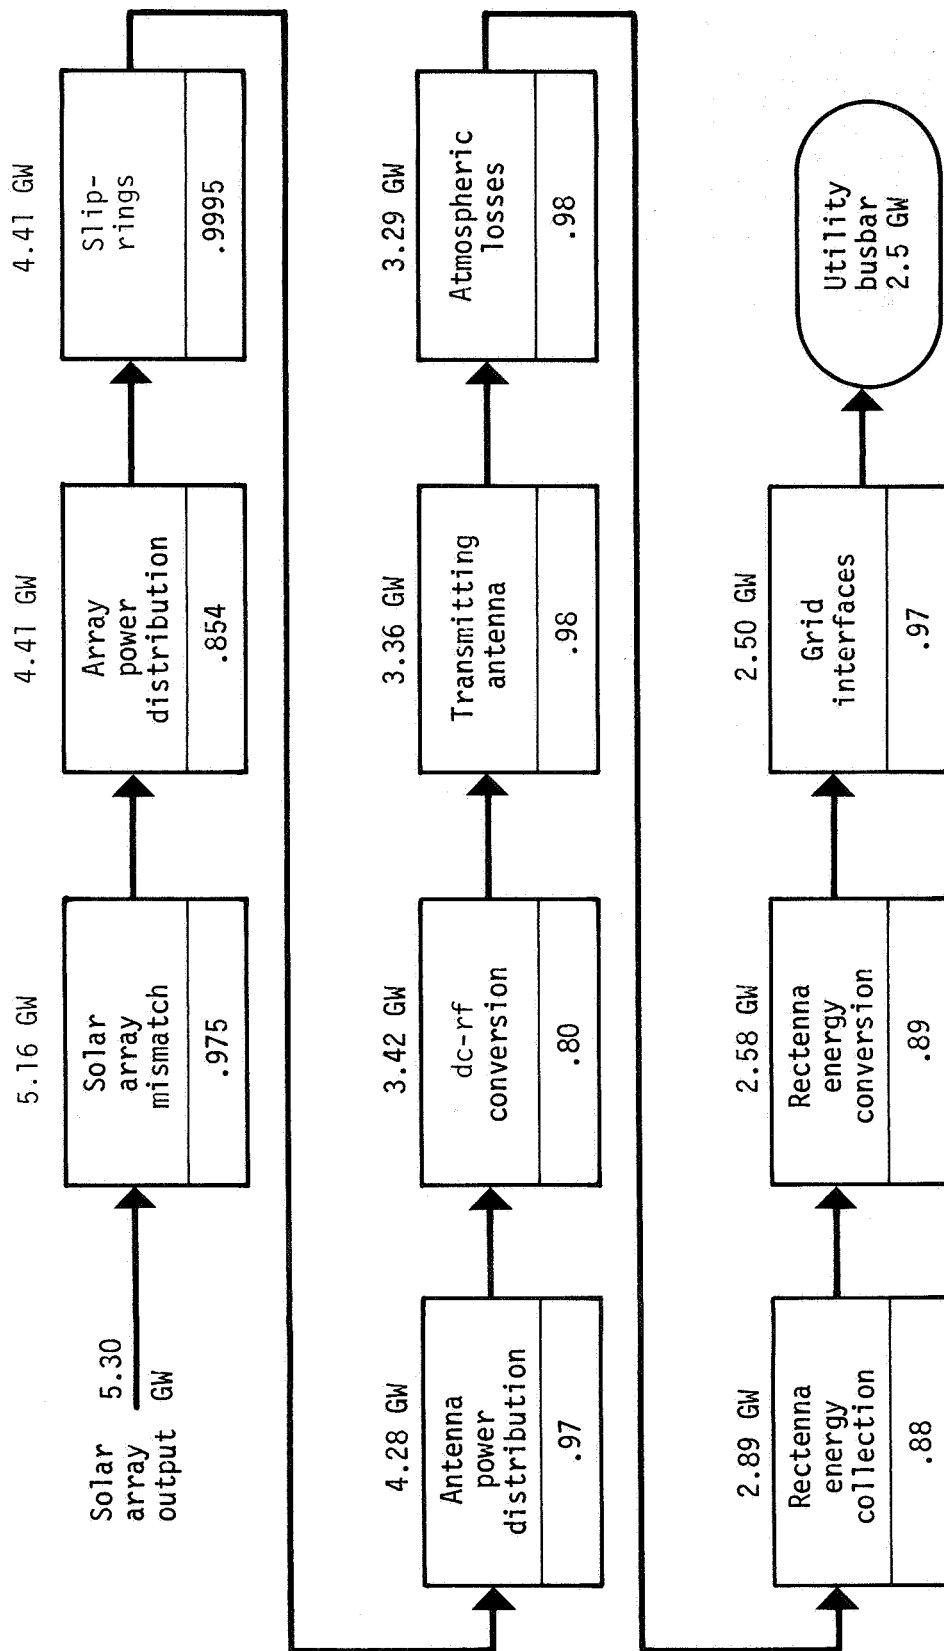 Solar
array
output
5.30
GW
5.16 GW
Solar
array
mismatch
.975
4.41 GW
Array
power
distribution
.854
4.41 GW
Slip-
rings
.9995
4.28 GW
Antenna
power
distribution
.97
3.42 GW
dc-rf
conversion
.80
3.36 GW
Transmitting
antenna
.98
3.29 GW
Atmospheric
losses
.98
2.89 GW
Rectenna
energy
collection
.88
2.58 GW
Rectenna
energy
conversion
.89
2.50 GW
Grid
interfaces
.97
Utility
busbar
2.5 GW